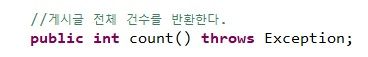 //게시글 전체 건수를 반환한다.
public int count() throws Exception;